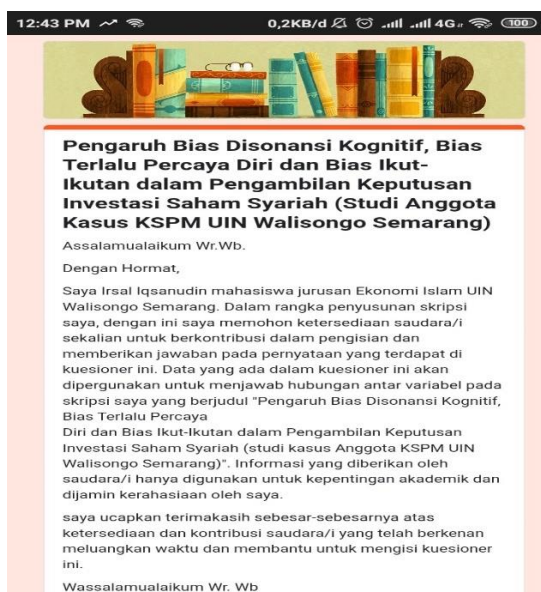 12:43 PM
0,2KB/d
4G
100
Pengaruh Bias Disonansi Kognitif, Bias
Terlalu Percaya Diri dan Bias Ikut-
Ikutan dalam Pengambilan Keputusan
Investasi Saham Syariah (Studi Anggota
Kasus KSPM UIN Walisongo Semarang)
Assalamualaikum Wr.Wb.
Dengan Hormat,
Saya Irsal Iqsanudin mahasiswa jurusan Ekonomi Islam UIN
Walisongo Semarang. Dalam rangka penyusunan skripsi
saya, dengan ini saya memohon ketersediaan saudara/i
sekalian untuk berkontribusi dalam pengisian dan
memberikan jawaban pada pernyataan yang terdapat di
kuesioner ini. Data yang ada dalam kuesioner ini akan
dipergunakan untuk menjawab hubungan antar variabel pada
skripsi saya yang berjudul "Pengaruh Bias Disonansi Kognitif,
Bias Terlalu Percaya
Diri dan Bias Ikut-Ikutan dalam Pengambilan Keputusan
Investasi Saham Syariah (studi kasus Anggota KSPM UIN
Walisongo Semarang)". Informasi yang diberikan oleh
saudara/i hanya digunakan untuk kepentingan akademik dan
dijamin kerahasiaan oleh saya.
saya ucapkan terimakasih sebesar-sebesarnya atas
ketersediaan dan kontribusi saudara/i yang telah berkenan
meluangkan waktu dan membantu untuk mengisi kuesioner
ini.
Wassalamualaikum Wr. Wb